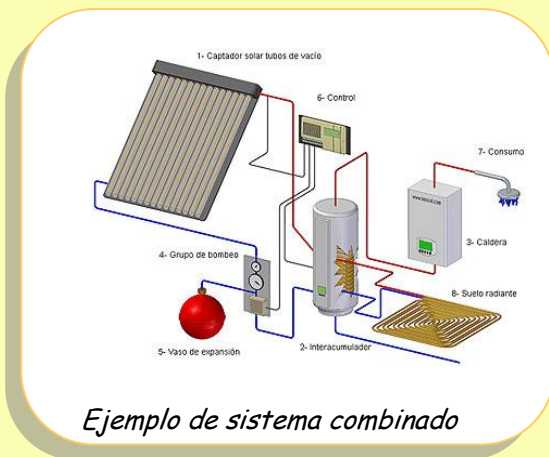 1- Captador solar tubos de vacío
6- Control
7- Consumo
3- Caldera
4- Grupo de bombeo
8- Suelo radiante
5- Vaso de expansión
2- Interacumulador
Ejemplo de sistema combinado